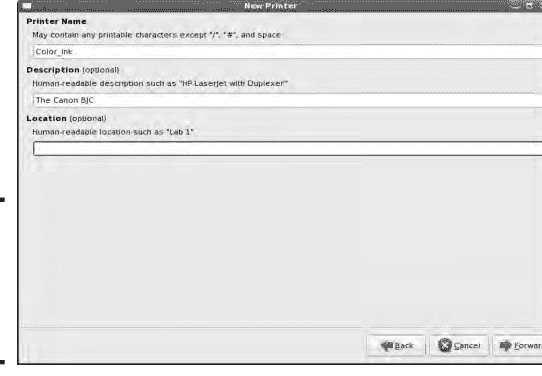 New Printer
Printer Name
May contain any printable characters except "/", "#", and space
Color_Ink
Description (optional)
Human-readable description such as "HP LaserJet with Duplexer"
The Canon BJC
Location (optional)
Human-readable location such as "Lab 1"
Back Cancel Forwar